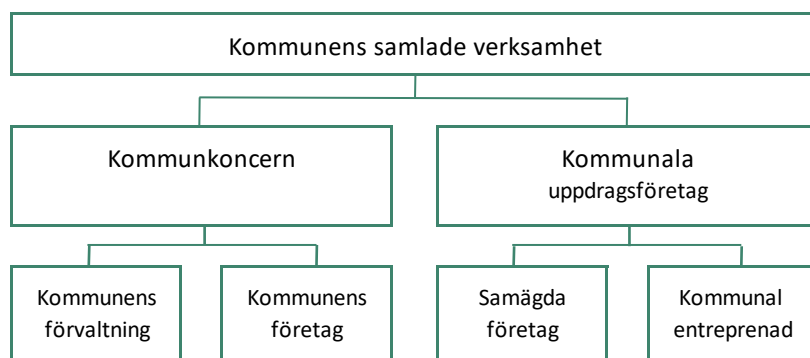 Kommunens samlade verksamhet
Kommunkoncern
Kommunala
uppdragsföretag
Kommunens
förvaltning
Kommunens
företag
Samägda
företag
Kommunal
entreprenad